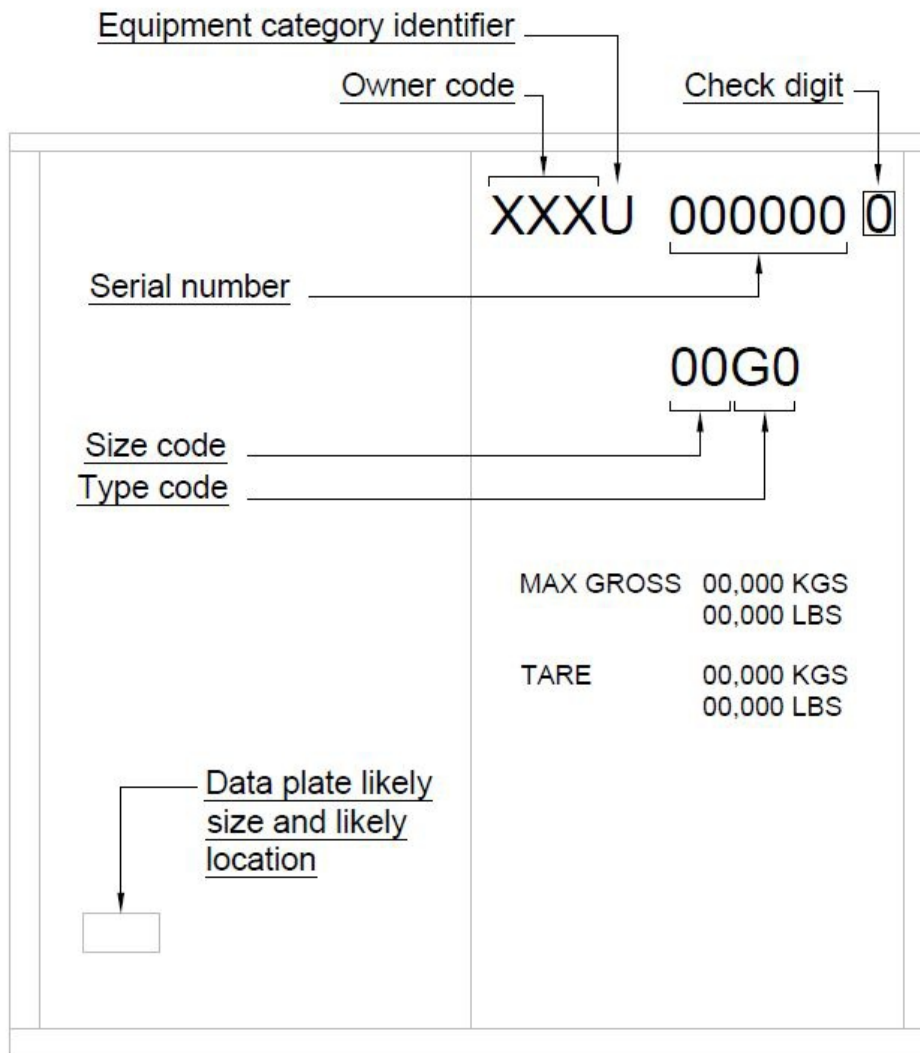 Equipment category identifier
Owner code
Check digit
XXXU 000000 0
Serial number
00G0
Size code
Type code
MAX GROSS 00,000 KGS
00,000 LBS
TARE 00,000 KGS
00,000 LBS
Data plate likely
size and likely
location